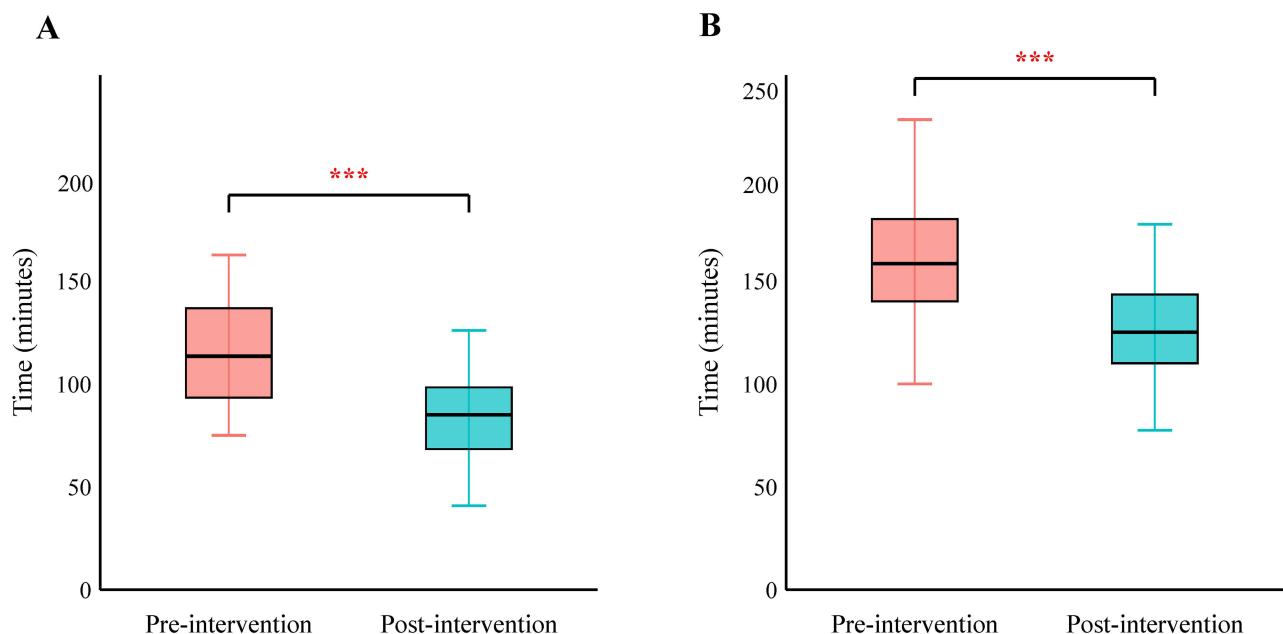 A
Time (minutes)
200
150
100
50
0
***
Pre-intervention
Post-intervention
B
Time (minutes)
250
200
150
100
50
0
***
Pre-intervention
Post-intervention